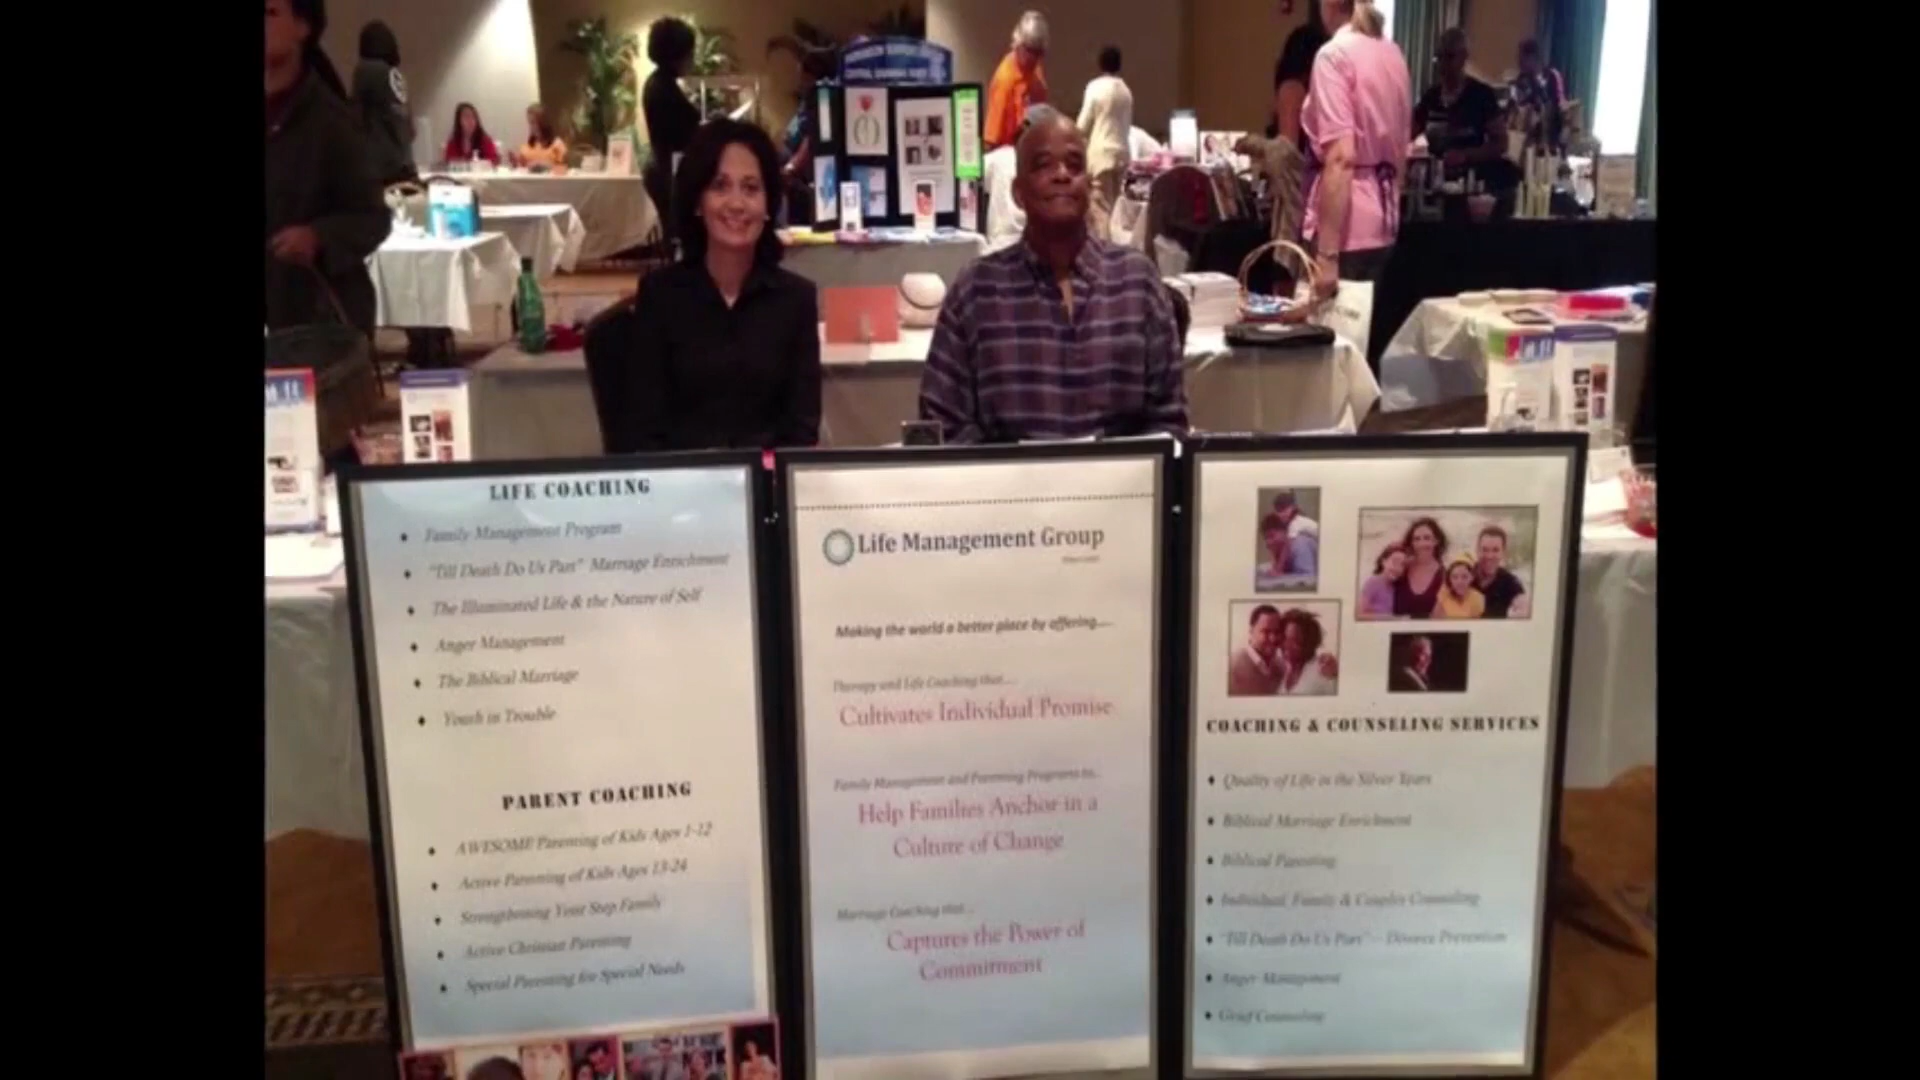 LIFE COACHING
Family Management Program
"Till Death Do Us Part" Marriage Enrichment
The Illuminated Life & the Nature of Self
Anger Management
The Biblical Marriage
Youth in Trouble
PARENT COACHING
AWESOME Parenting of Kids Ages 1-12
Active Parenting of Kids Ages 13-24
Strengthening Your Step Family
Active Christian Parenting
Special Parenting for Special Needs
Life Management Group
Making the world a better place by offering....
Therapy and Life Coaching that....
Cultivates Individual Promise
Family Management and Parenting Programs to...
Help Families Anchor in a
Culture of Change
Marriage Coaching that...
Captures the Power of
Commitment
COACHING & COUNSELING SERVICES
Quality of Life in the Silver Years
Biblical Marriage Enrichment
Biblical Parenting
Individual, Family & Couples Counseling
"Till Death Do Us Part" - Divorce Prevention
Anger Management
Grief Counseling